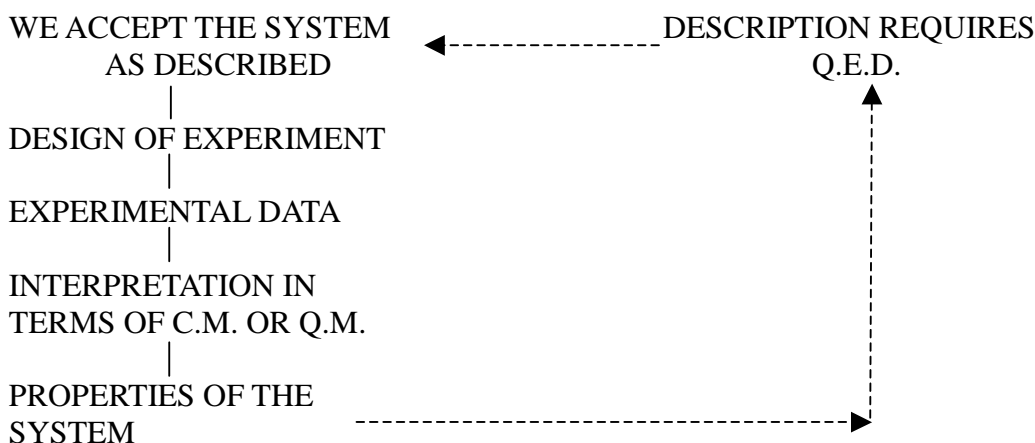 WE ACCEPT THE SYSTEM
AS DESCRIBED
DESCRIPTION REQUIRES
Q.E.D.
DESIGN OF EXPERIMENT
EXPERIMENTAL DATA
INTERPRETATION IN
TERMS OF C.M. OR Q.M.
PROPERTIES OF THE
SYSTEM